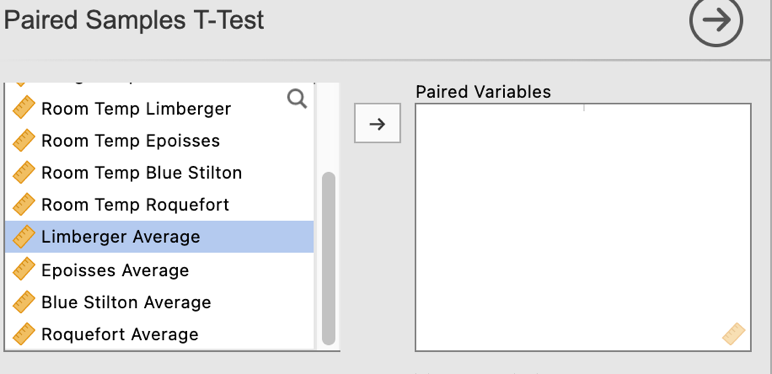 Paired Samples T-Test
Room Temp Limberger
Room Temp Epoisses
Room Temp Blue Stilton
Room Temp Roquefort
Limberger Average
Epoisses Average
Blue Stilton Average
Roquefort Average
Paired Variables